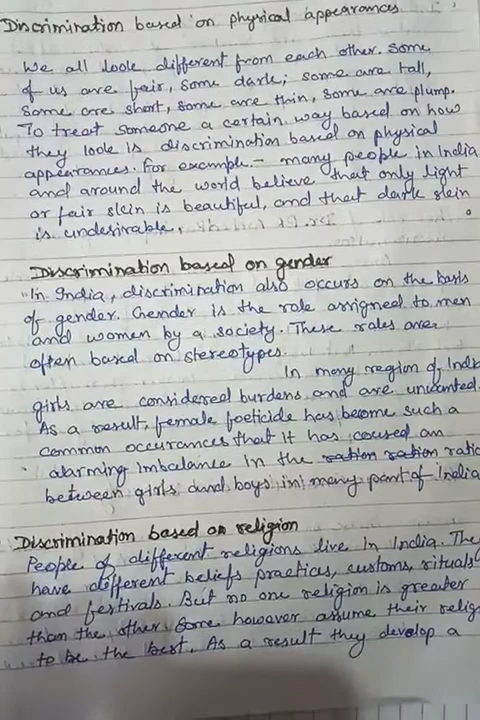 Discrimination based on physical appearances
We all look different from each other. Some
of us are fair, some dark; some are tall,
some are short, some are thin, some are plump.
To treat someone a certain way based on how
they look is discrimination based on physical
appearances. For example - many people in India
and around the world believe that only light
or fair skin is beautiful, and that dark skin
is undesirable.
Discrimination based on gender
In India, discrimination also occurs on the basis
of gender. Gender is the role assigned to men
and women by a society. These roles are
often based on stereotypes.
In many region of India
girls are considered burdens and are unwanted.
As a result, female foeticide has become such a
common occurances that it has caused an
alarming imbalance in the ratio
between girls and boys in many part of India
Discrimination based on religion
People of different religions live in India. The
have different beliefs practices, customs, rituals
and festivals. But no one religion is greater
than the other. Some however assume their relig
to be the best. As a result they develop a